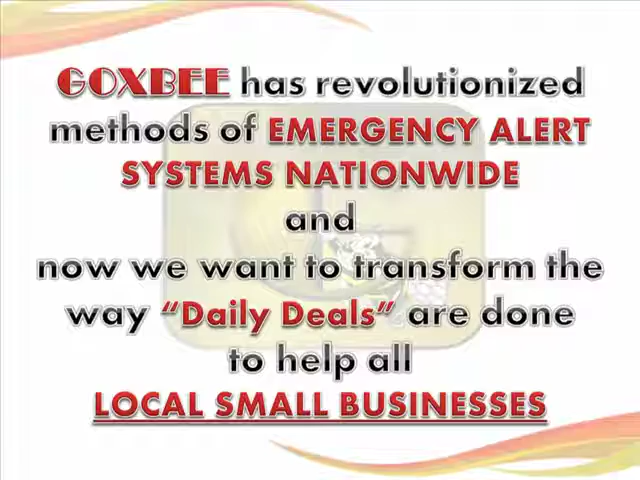 GOXBEE has revolutionized
methods of EMERGENCY ALERT
SYSTEMS NATIONWIDE
and
now we want to transform the
way “Daily Deals” are done
to help all
LOCAL SMALL BUSINESSES